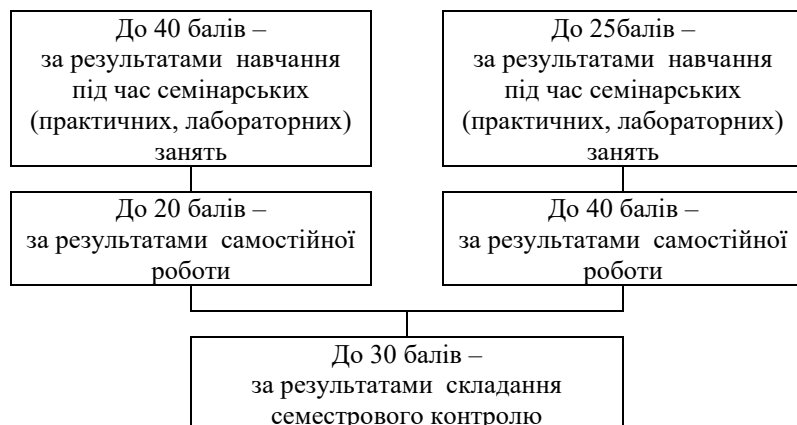 До 40 балів –
за результатами навчання
під час семінарських
(практичних, лабораторних)
занять
До 25балів –
за результатами навчання
під час семінарських
(практичних, лабораторних)
занять
До 20 балів –
за результатами самостійної
роботи
До 40 балів –
за результатами самостійної
роботи
До 30 балів –
за результатами складання
семестрового контролю